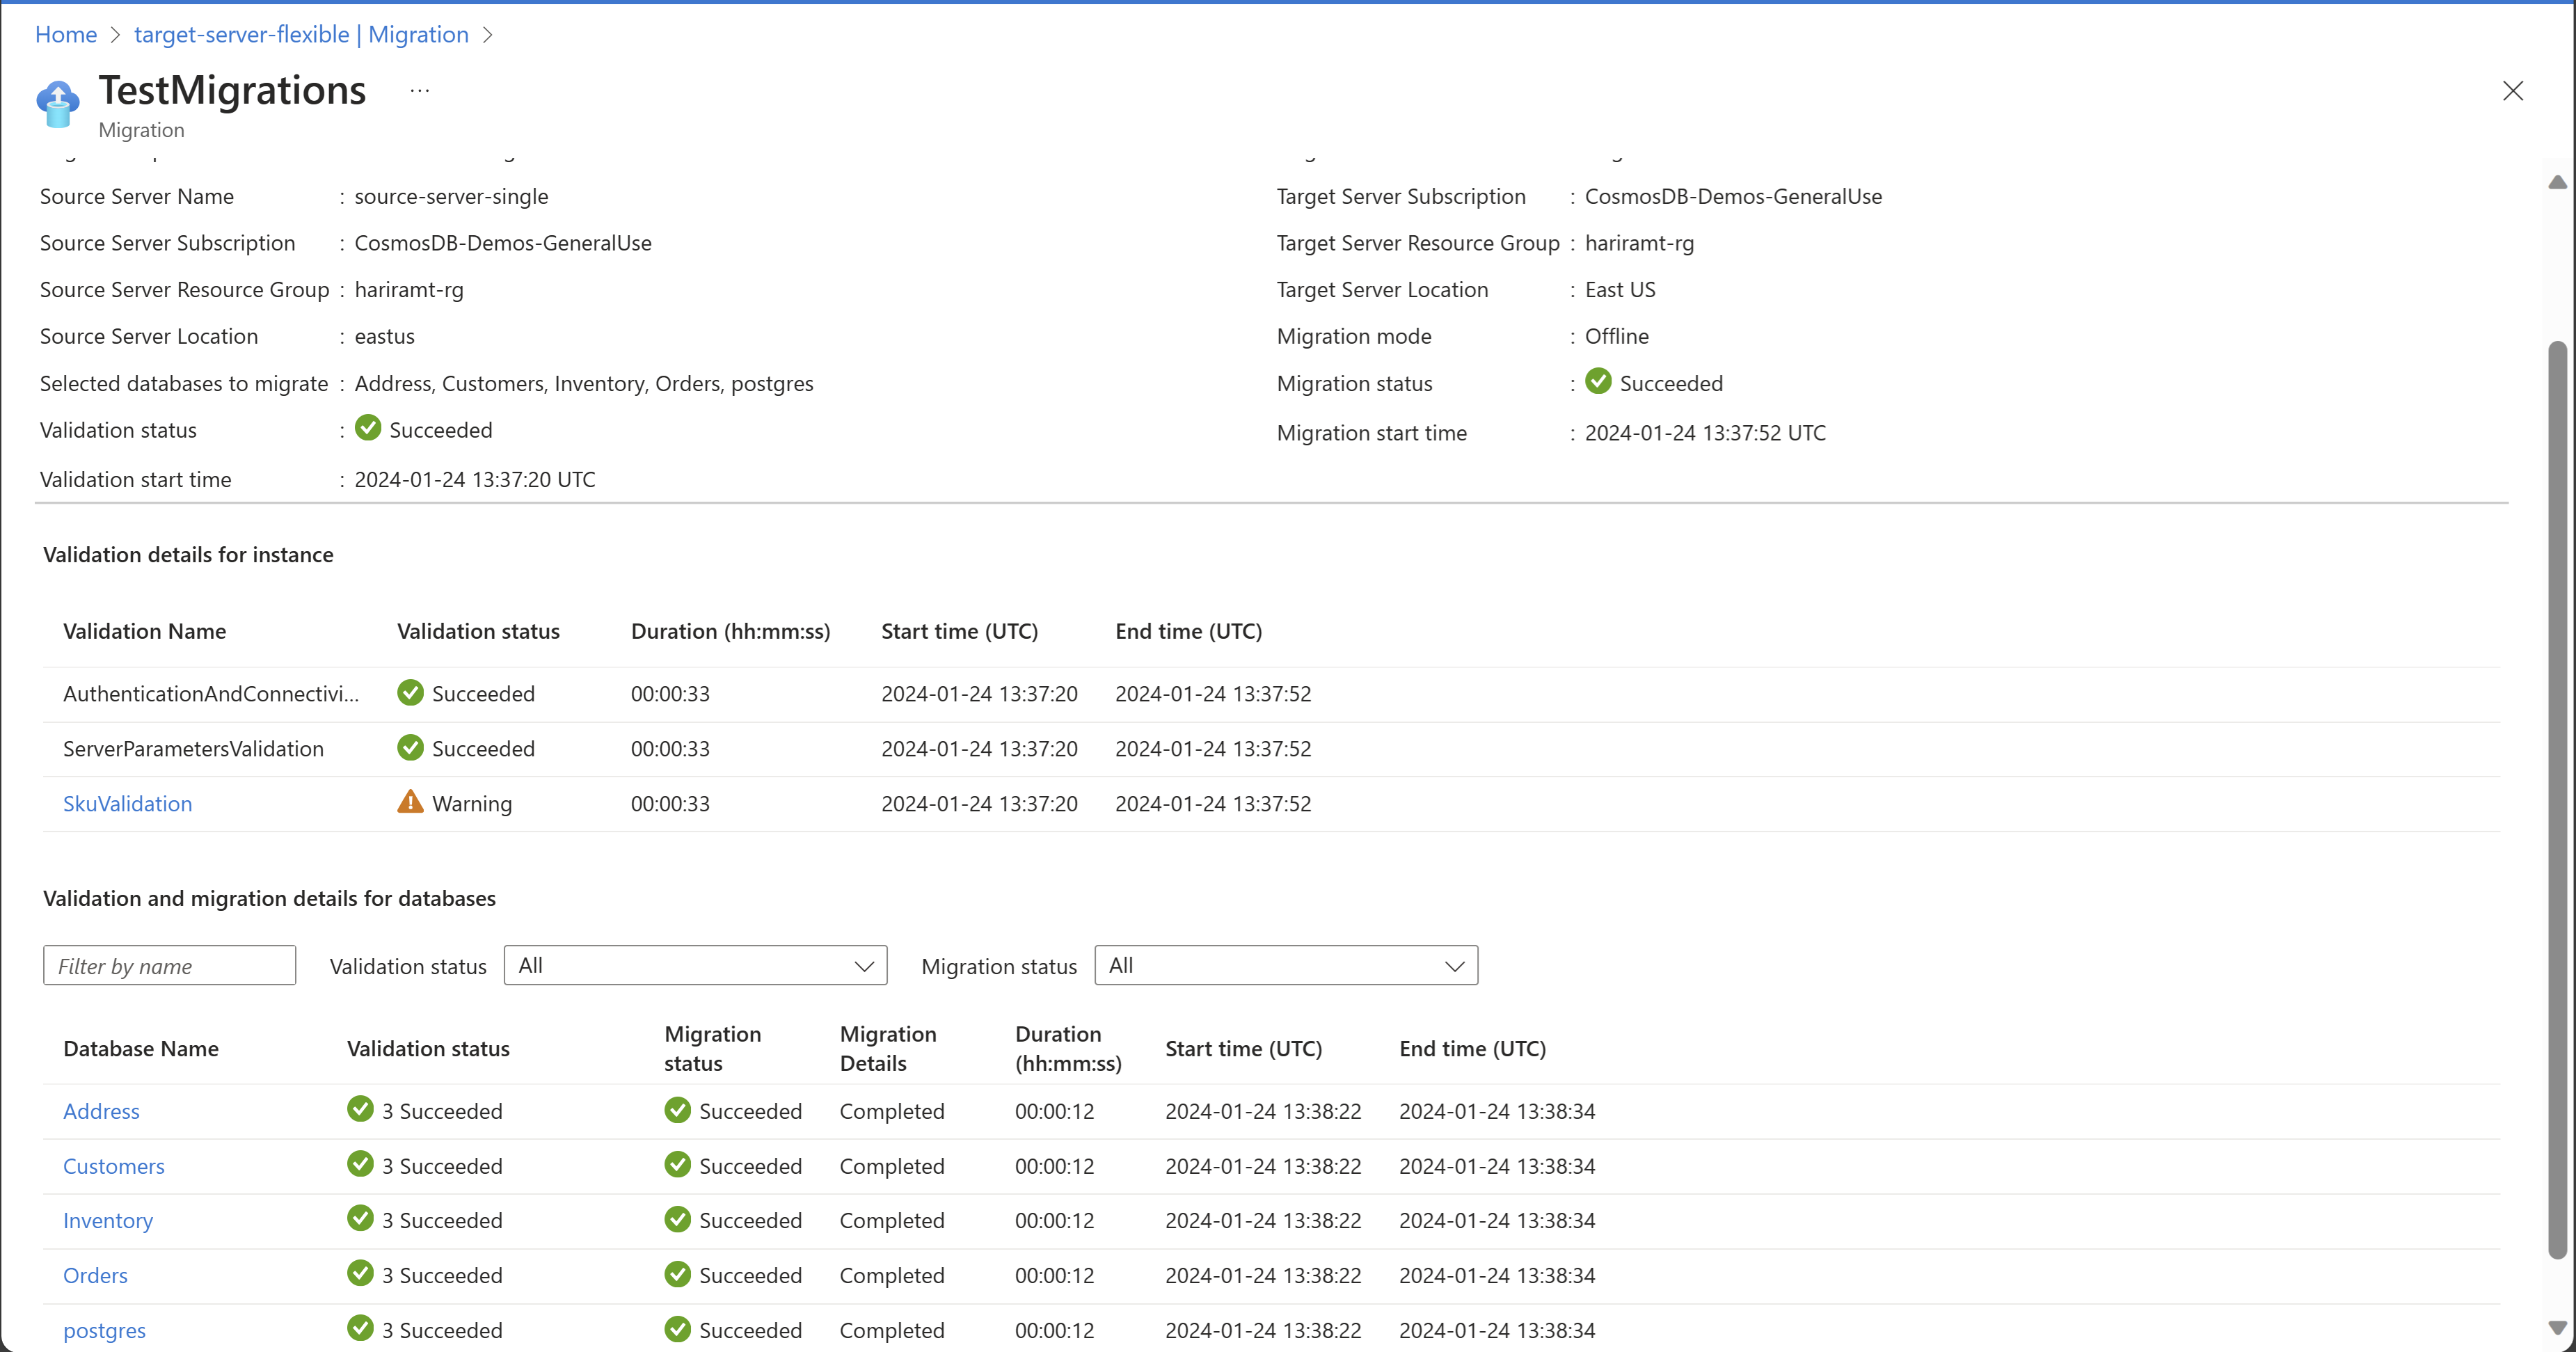 Home > target-server-flexible | Migration >
TestMigrations ...
Migration
Source Server Name : source-server-single
Source Server Subscription : CosmosDB-Demos-GeneralUse
Source Server Resource Group : hariramt-rg
Source Server Location : eastus
Selected databases to migrate : Address, Customers, Inventory, Orders, postgres
Validation status : Succeeded
Validation start time : 2024-01-24 13:37:20 UTC
Target Server Subscription : CosmosDB-Demos-GeneralUse
Target Server Resource Group : hariramt-rg
Target Server Location : East US
Migration mode : Offline
Migration status : Succeeded
Migration start time : 2024-01-24 13:37:52 UTC
Validation details for instance
Validation Name Validation status Duration (hh:mm:ss) Start time (UTC) End time (UTC)
AuthenticationAndConnectivi... Succeeded 00:00:33 2024-01-24 13:37:20 2024-01-24 13:37:52
ServerParametersValidation Succeeded 00:00:33 2024-01-24 13:37:20 2024-01-24 13:37:52
SkuValidation Warning 00:00:33 2024-01-24 13:37:20 2024-01-24 13:37:52
Validation and migration details for databases
Filter by name Validation status All Migration status All
Database Name Validation status Migration status Migration Details Duration (hh:mm:ss) Start time (UTC) End time (UTC)
Address 3 Succeeded Succeeded Completed 00:00:12 2024-01-24 13:38:22 2024-01-24 13:38:34
Customers 3 Succeeded Succeeded Completed 00:00:12 2024-01-24 13:38:22 2024-01-24 13:38:34
Inventory 3 Succeeded Succeeded Completed 00:00:12 2024-01-24 13:38:22 2024-01-24 13:38:34
Orders 3 Succeeded Succeeded Completed 00:00:12 2024-01-24 13:38:22 2024-01-24 13:38:34
postgres 3 Succeeded Succeeded Completed 00:00:12 2024-01-24 13:38:22 2024-01-24 13:38:34